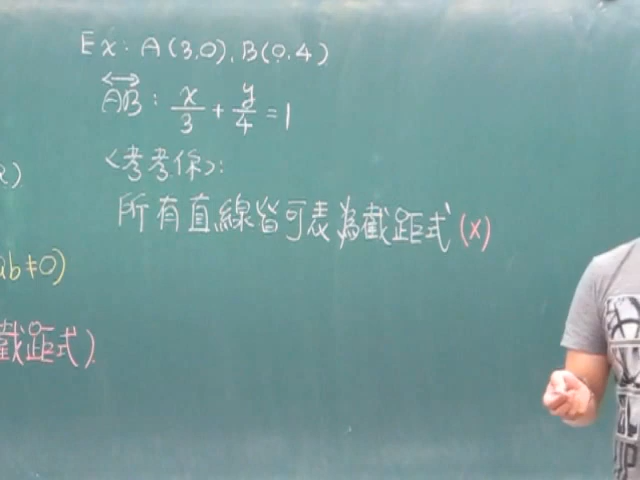 Ex: A(3,0), B(0,4)
AB: x/3 + y/4 = 1
<考考你>:
所有直線皆可表為截距式(x)
ab≠0)
截距式)